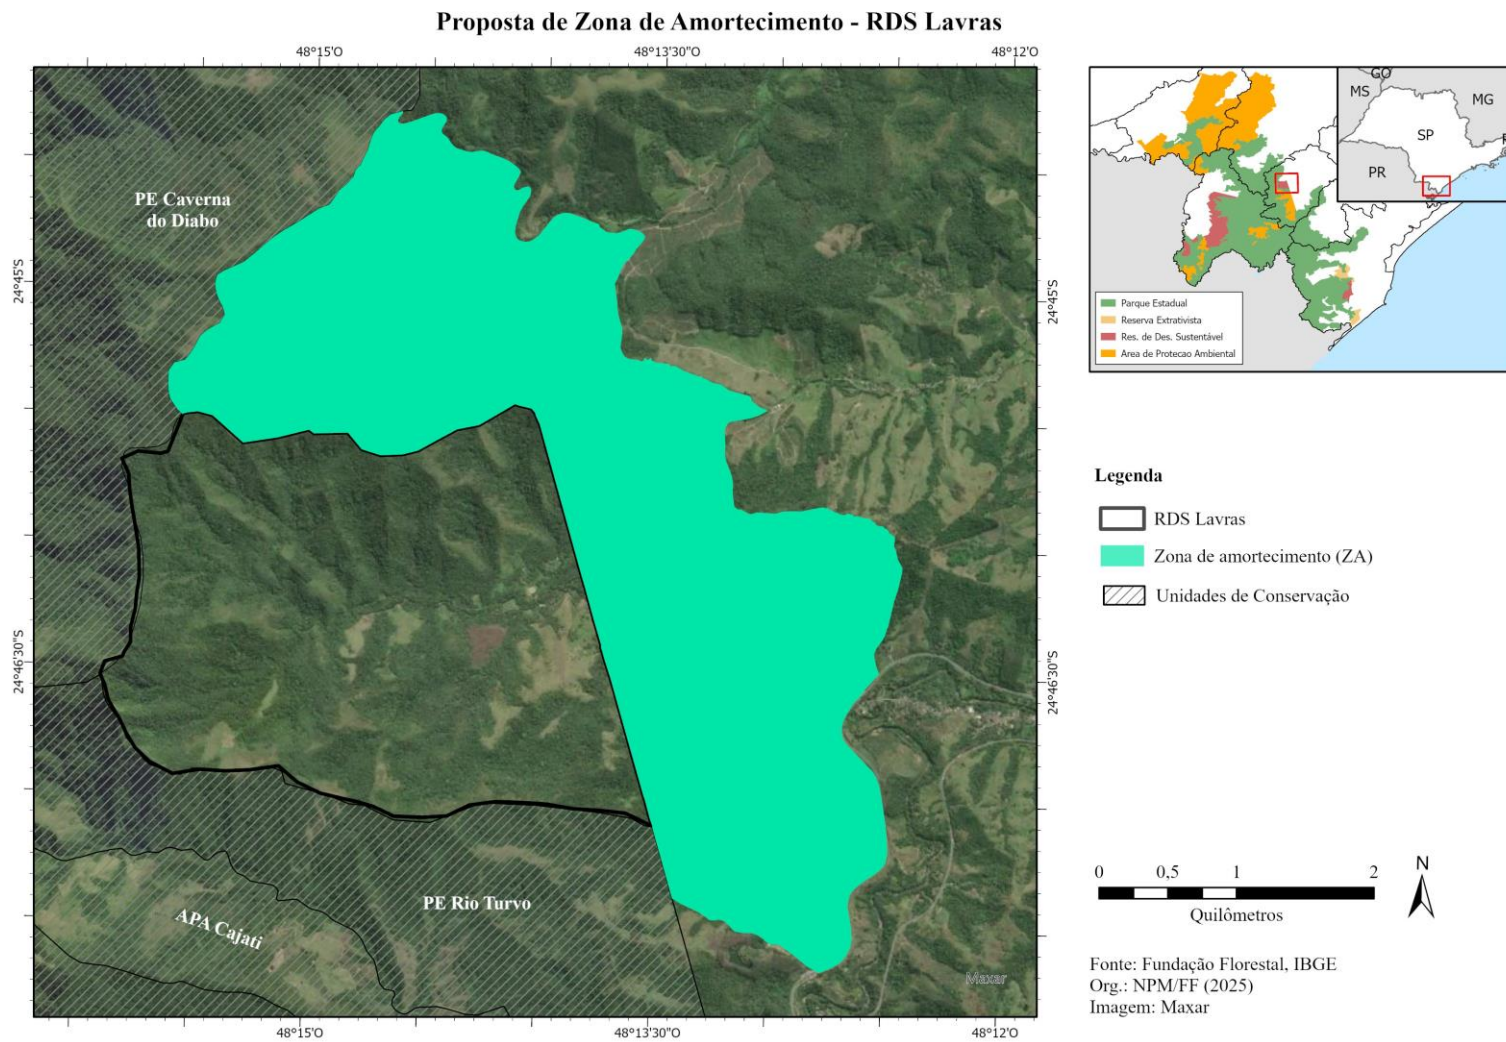 Proposta de Zona de Amortecimento - RDS Lavras
48°15'O
48°13'30"O
48°12'O
24°45'S
24°46'30"S
PE Caverna
do Diabo
PE Rio Turvo
APA Cajati
Maxar
24°45'S
24°46'30"S
48°15'O
48°13'30"O
48°12'O
GO
MS
MG
SP
PR
Parque Estadual
Reserva Extrativista
Res. de Des. Sustentável
Area de Protecao Ambiental
Legenda
RDS Lavras
Zona de amortecimento (ZA)
Unidades de Conservação
0 0,5 1 2
Quilômetros
N
Fonte: Fundação Florestal, IBGE
Org.: NPM/FF (2025)
Imagem: Maxar